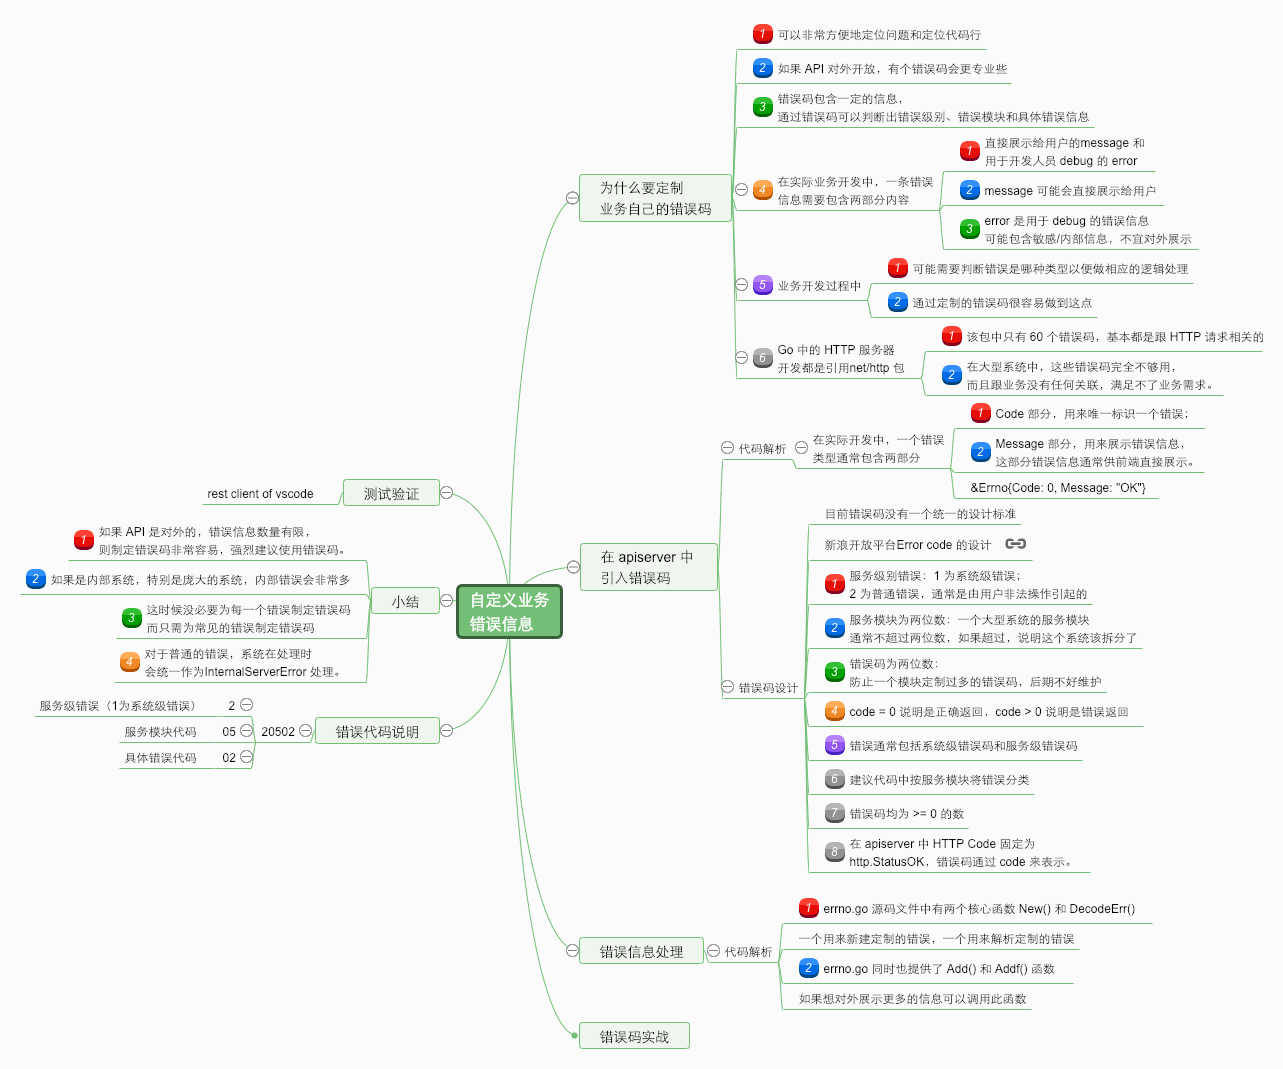 自定义业务
错误信息
为什么要定制
业务自己的错误码
1 可以非常方便地定位问题和定位代码行
2 如果 API 对外开放，有个错误码会更专业些
3 错误码包含一定的信息，
通过错误码可以判断出错误级别、错误模块和具体错误信息
4 在实际业务开发中，一条错误
信息需要包含两部分内容
1 直接展示给用户的message 和
用于开发人员 debug 的 error
2 message 可能会直接展示给用户
3 error 是用于 debug 的错误信息
可能包含敏感/内部信息，不宜对外展示
5 业务开发过程中
1 可能需要判断错误是哪种类型以便做相应的逻辑处理
2 通过定制的错误码很容易做到这点
6 Go 中的 HTTP 服务器
开发都是引用net/http 包
1 该包中只有 60 个错误码，基本都是跟 HTTP 请求相关的
2 在大型系统中，这些错误码完全不够用，
而且跟业务没有任何关联，满足不了业务需求。
在 apiserver 中
引入错误码
代码解析
在实际开发中，一个错误
类型通常包含两部分
1 Code 部分，用来唯一标识一个错误；
2 Message 部分，用来展示错误信息，
这部分错误信息通常供前端直接展示。
&Errno{Code: 0, Message: "OK"}
错误码设计
目前错误码没有一个统一的设计标准
新浪开放平台Error code 的设计
1 服务级别错误：1 为系统级错误；
2 为普通错误，通常是由用户非法操作引起的
2 服务模块为两位数：一个大型系统的服务模块
通常不超过两位数，如果超过，说明这个系统该拆分了
3 错误码为两位数：
防止一个模块定制过多的错误码，后期不好维护
4 code = 0 说明是正确返回，code > 0 说明是错误返回
5 错误通常包括系统级错误码和服务级错误码
6 建议代码中按服务模块将错误分类
7 错误码均为 >= 0 的数
8 在 apiserver 中 HTTP Code 固定为
http.StatusOK，错误码通过 code 来表示。
错误信息处理
代码解析
1 errno.go 源码文件中有两个核心函数 New() 和 DecodeErr()
一个用来新建定制的错误，一个用来解析定制的错误
2 errno.go 同时也提供了 Add() 和 Addf() 函数
如果想对外展示更多的信息可以调用此函数
错误码实战
测试验证
rest client of vscode
小结
1 如果 API 是对外的，错误信息数量有限，
则制定错误码非常容易，强烈建议使用错误码。
2 如果是内部系统，特别是庞大的系统，内部错误会非常多
3 这时候没必要为每一个错误制定错误码
而只需为常见的错误制定错误码
4 对于普通的错误，系统在处理时
会统一作为InternalServerError 处理。
错误代码说明
20502
服务级错误（1为系统级错误） 2
服务模块代码 05
具体错误代码 02